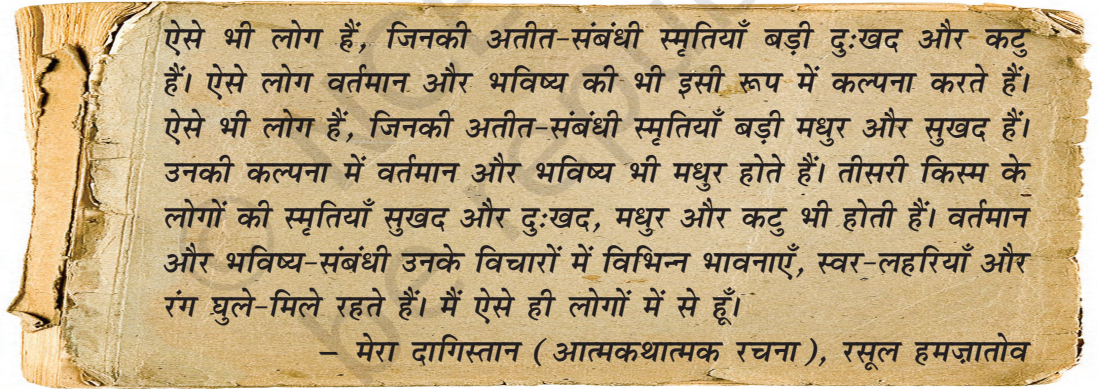 ऐसे भी लोग हैं, जिनकी अतीत-संबंधी स्मृतियाँ बड़ी दुःखद और कटु
हैं। ऐसे लोग वर्तमान और भविष्य की भी इसी रूप में कल्पना करते हैं।
ऐसे भी लोग हैं, जिनकी अतीत-संबंधी स्मृतियाँ बड़ी मधुर और सुखद हैं।
उनकी कल्पना में वर्तमान और भविष्य भी मधुर होते हैं। तीसरी किस्म के
लोगों की स्मृतियाँ सुखद और दुःखद, मधुर और कटु भी होती हैं। वर्तमान
और भविष्य-संबंधी उनके विचारों में विभिन्न भावनाएँ, स्वर-लहरियाँ और
रंग घुले-मिले रहते हैं। मैं ऐसे ही लोगों में से हूँ।
– मेरा दागिस्तान (आत्मकथात्मक रचना), रसूल हमज़ातोव